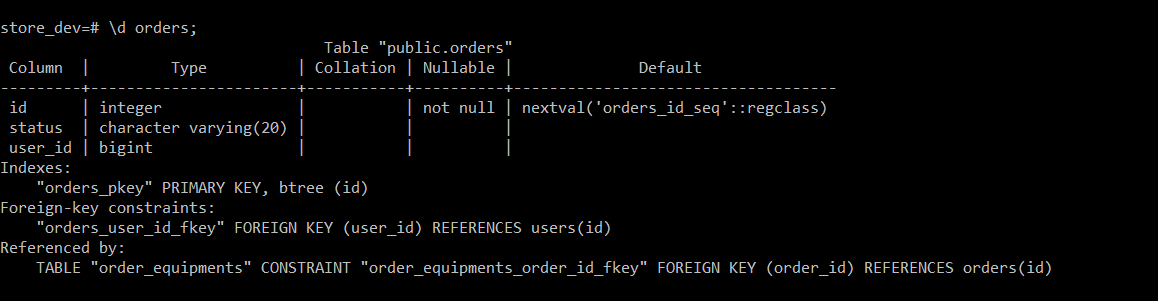 store_dev=# \d orders;
                                    Table "public.orders"
 Column  |         Type          | Collation | Nullable |              Default
---------+-----------------------+-----------+----------+------------------------------------
 id      | integer               |           | not null | nextval('orders_id_seq'::regclass)
 status  | character varying(20) |           |          |
 user_id | bigint                |           |          |
Indexes:
    "orders_pkey" PRIMARY KEY, btree (id)
Foreign-key constraints:
    "orders_user_id_fkey" FOREIGN KEY (user_id) REFERENCES users(id)
Referenced by:
    TABLE "order_equipments" CONSTRAINT "order_equipments_order_id_fkey" FOREIGN KEY (order_id) REFERENCES orders(id)